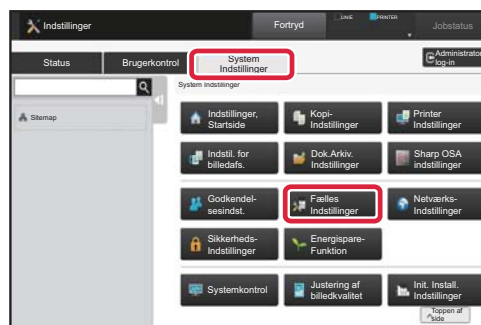 Indstillinger
Fortryd
LINIE
PRINTER
Jobstatus
Status
Brugerkontrol
System
Indstillinger
Administrator
log-in
System Indstillinger
Sitemap
Indstillinger,
Startside
Kopi-
Indstillinger
Printer
Indstillinger
Indstil. for
billedafs.
Dok.Arkiv.
Indstillinger
Sharp OSA
indstillinger
Godkendel-
sesindst.
Fælles
Indstillinger
Netværks-
Indstillinger
Sikkerheds-
Indstillinger
Energispare-
Funktion
Systemkontrol
Justering af
billedkvalitet
Init. Install.
Indstillinger
Toppen af
side